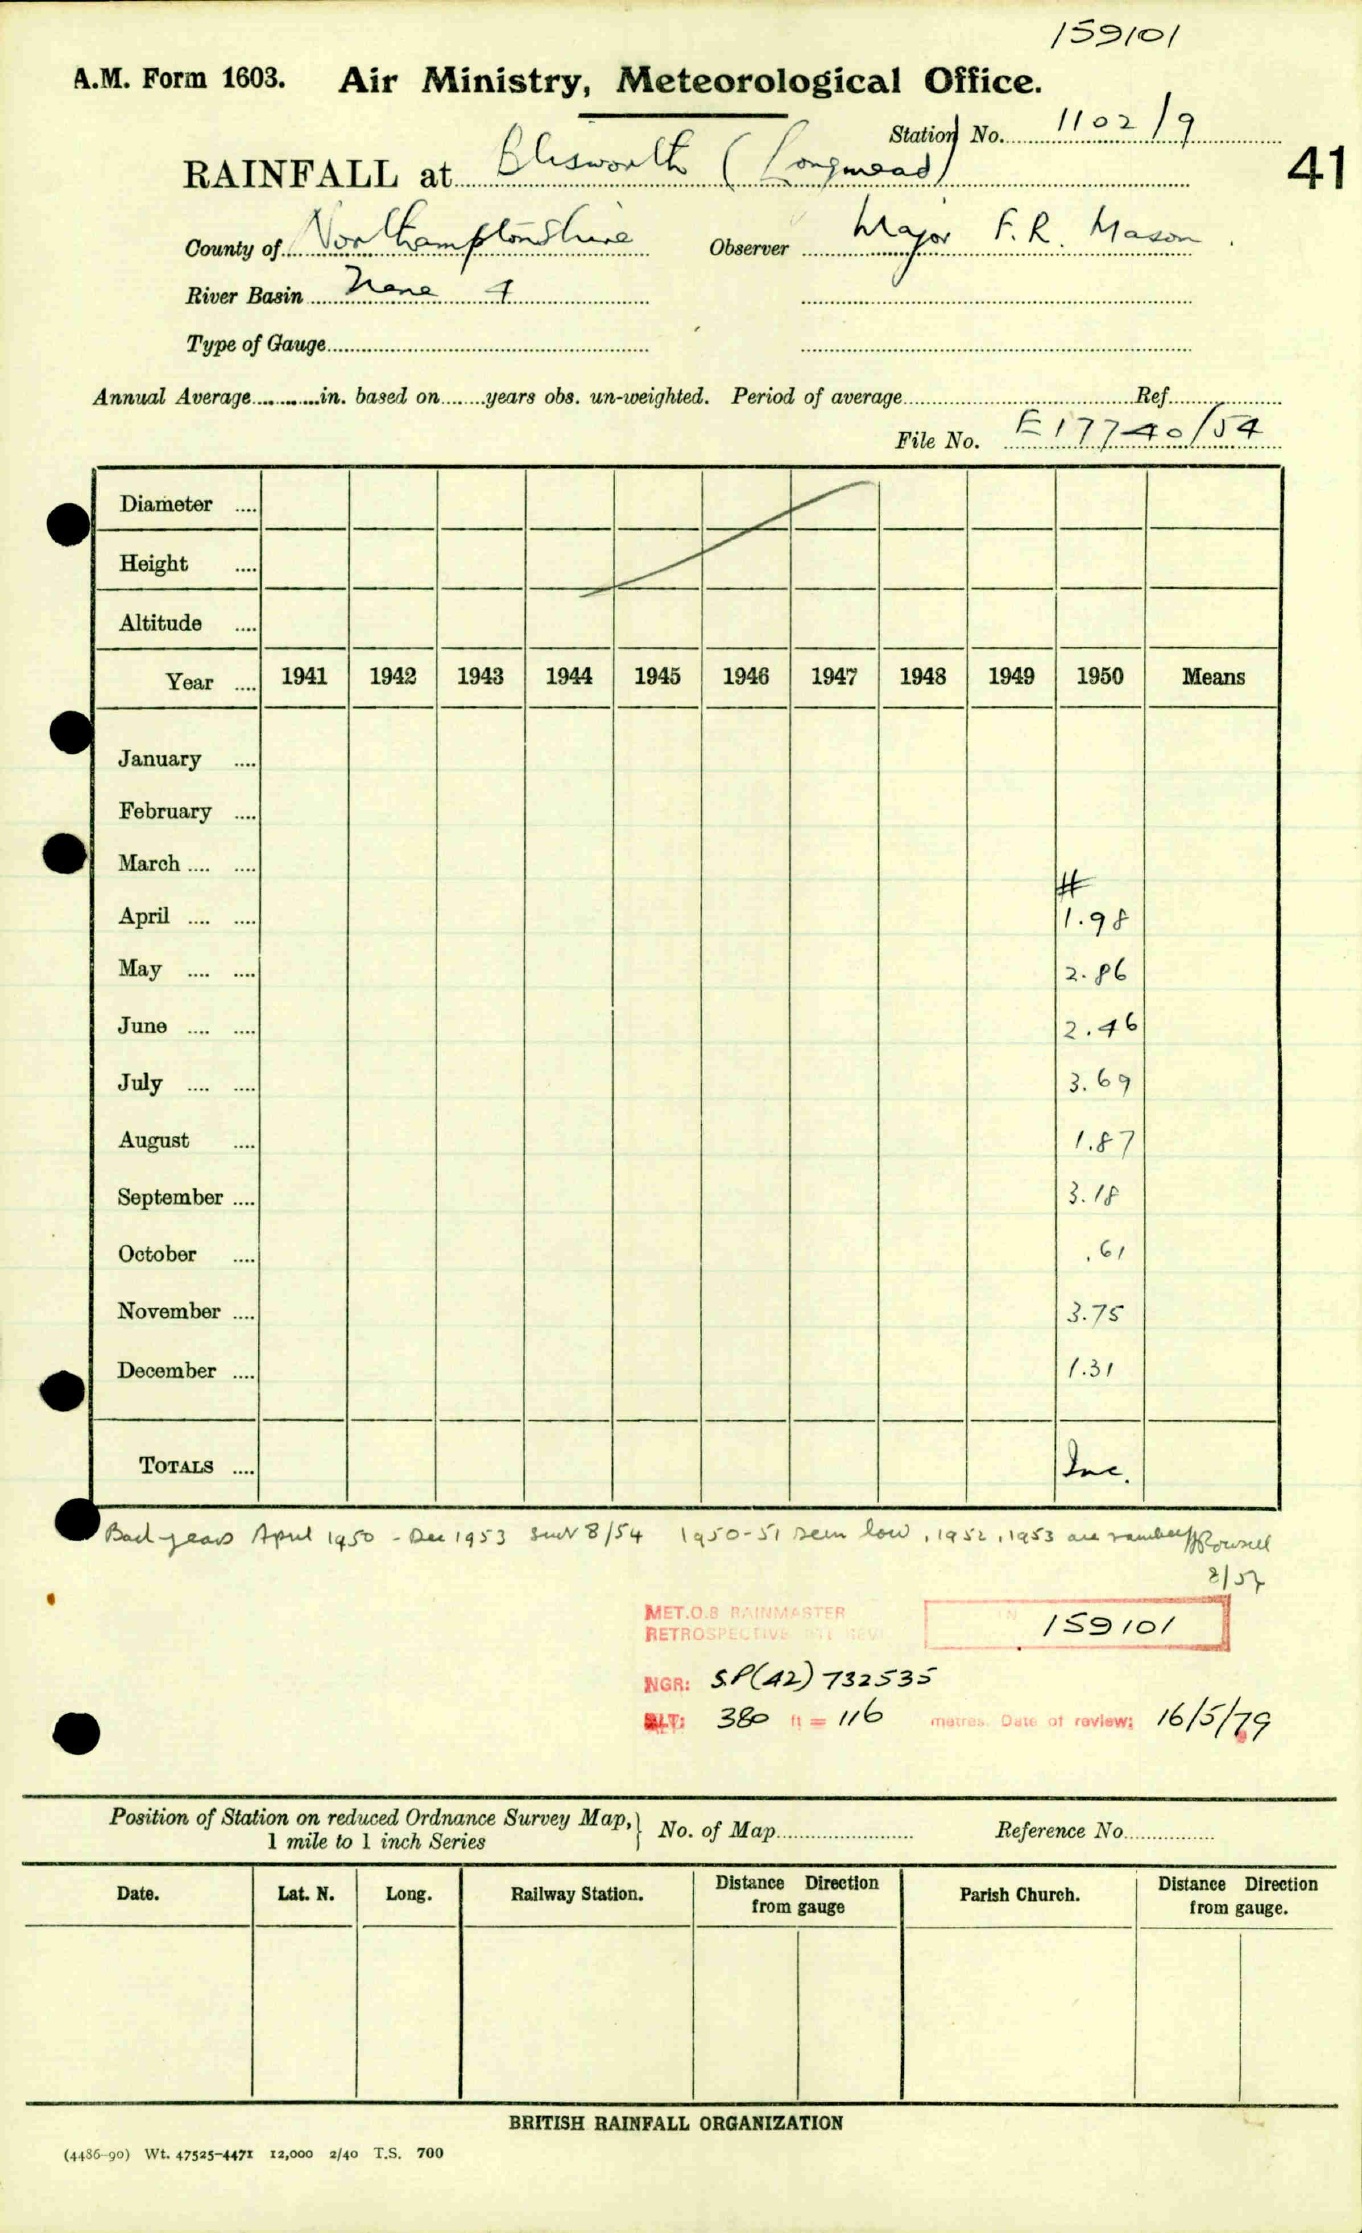 159101
A.M. Form 1603. Air Ministry, Meteorological Office.
Station No. 1102/9
RAINFALL at Blisworth (Longmead)
41
County of Northamptonshire Observer Major F.R. Mason.
River Basin Nene 4
Type of Gauge
Annual Average in. based on years obs. un-weighted. Period of average Ref
File No. E17740/54
Diameter
Height
Altitude
Year 1941 1942 1943 1944 1945 1946 1947 1948 1949 1950 Means
January
February
March
#
April 1.98
May 2.86
June 2.46
July 3.69
August 1.87
September 3.18
October .61
November 3.75
December 1.31
TOTALS Inc.
Back years April 1950 - Dec 1953 8/54 1950-51 seem low, 1952, 1953 are
MET.O.8 RAINMASTER
RETROSPECTIVE
159101
NGR: SP(42)732535
ALT: 380 ft = 116 metres. Date of review: 16/5/79
Position of Station on reduced Ordnance Survey Map,
1 mile to 1 inch Series
No. of Map Reference No.
Date. Lat. N. Long. Railway Station. Distance Direction from gauge Parish Church. Distance Direction from gauge.
BRITISH RAINFALL ORGANIZATION
(4486-90) Wt. 47525-4471 12,000 2/40 T.S. 700